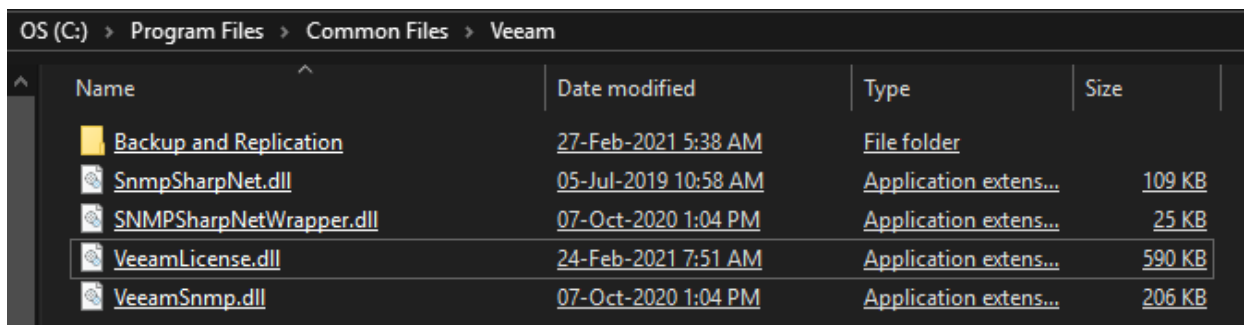 OS (C:) > Program Files > Common Files > Veeam
Name Date modified Type Size
Backup and Replication 27-Feb-2021 5:38 AM File folder
SnmpSharpNet.dll 05-Jul-2019 10:58 AM Application extens... 109 KB
SNMPSharpNetWrapper.dll 07-Oct-2020 1:04 PM Application extens... 25 KB
VeeamLicense.dll 24-Feb-2021 7:51 AM Application extens... 590 KB
VeeamSnmp.dll 07-Oct-2020 1:04 PM Application extens... 206 KB